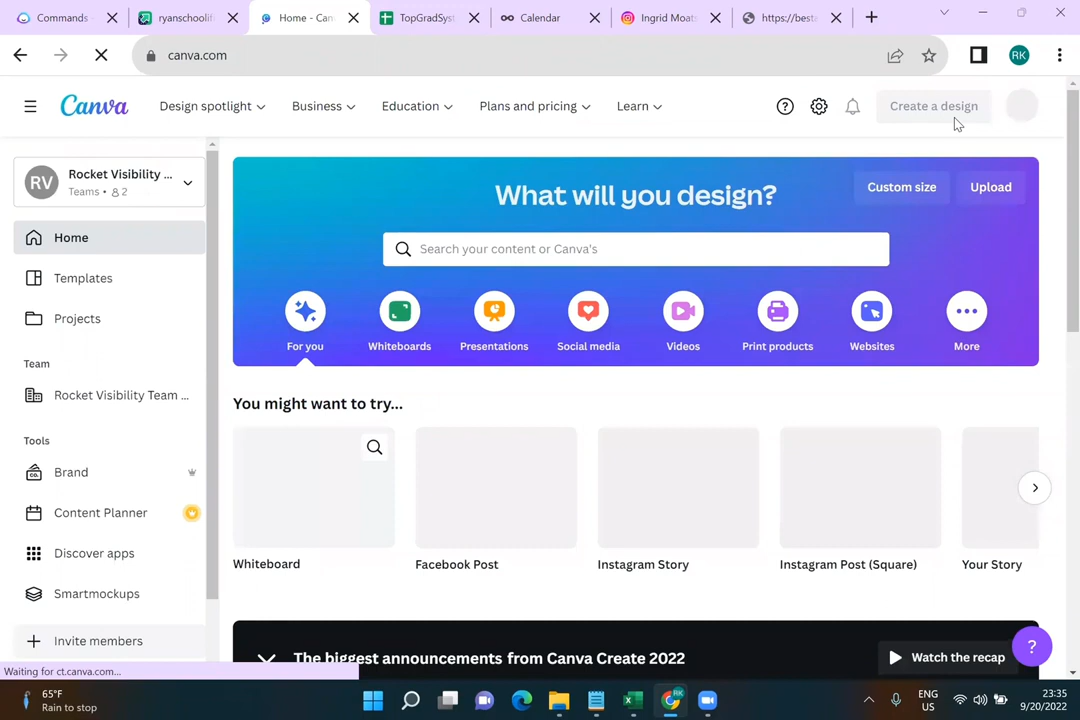 Commands -
ryanschoolif
Home - Can
TopGradSyst
Calendar
Ingrid Moats
https://besta
canva.com
RK
Canva
Design spotlight
Business
Education
Plans and pricing
Learn
Create a design
RV
Rocket Visibility ...
Teams • 2
Home
Templates
Projects
Team
Rocket Visibility Team ...
Tools
Brand
Content Planner
Discover apps
Smartmockups
Invite members
What will you design?
Custom size
Upload
Search your content or Canva's
For you
Whiteboards
Presentations
Social media
Videos
Print products
Websites
More
You might want to try...
Whiteboard
Facebook Post
Instagram Story
Instagram Post (Square)
Your Story
The biggest announcements from Canva Create 2022
Watch the recap
?
Waiting for ct.canva.com...
65°F
Rain to stop
RK
ENG
US
23:35
9/20/2022